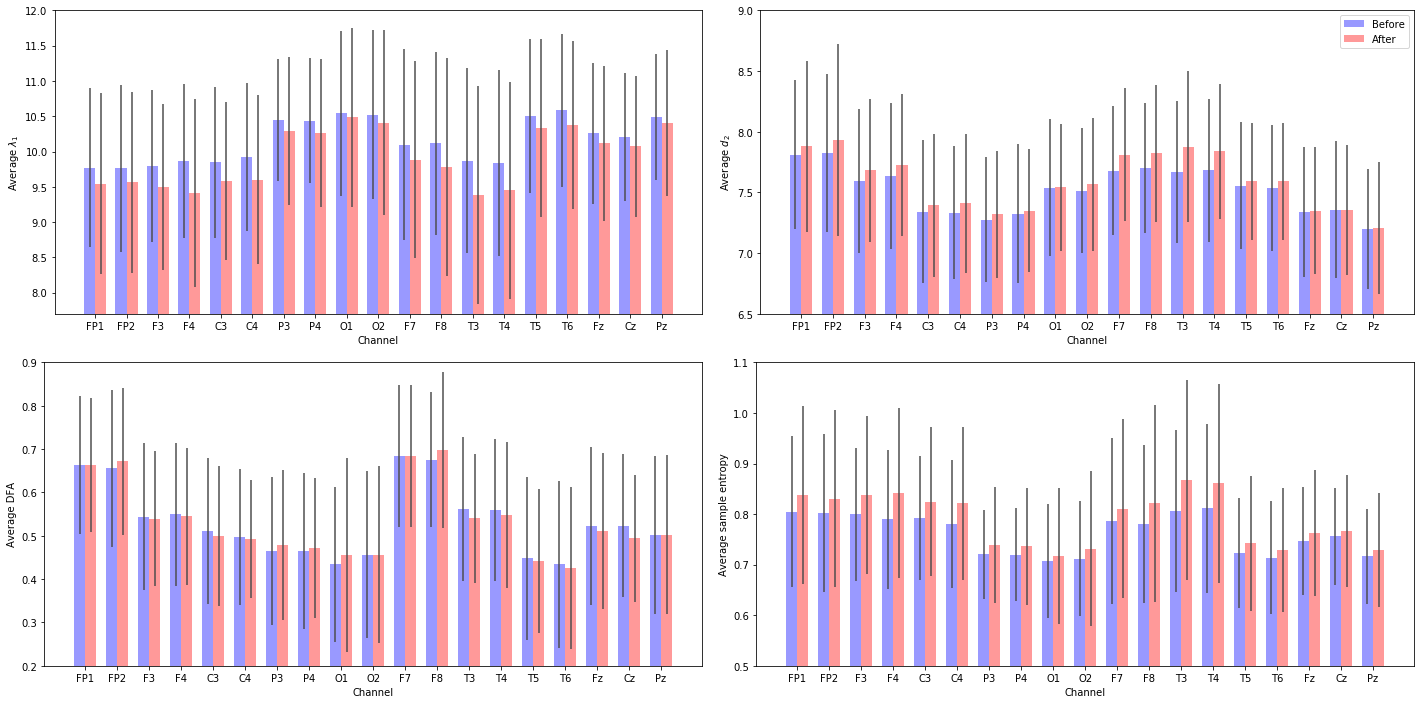 12.0
11.5
11.0
10.5
10.0
9.5
9.0
8.5
8.0
Average λ1
FP1 FP2 F3 F4 C3 C4 P3 P4 O1 O2 F7 F8 T3 T4 T5 T6 Fz Cz Pz
Channel
9.0
8.5
8.0
7.5
7.0
6.5
Average d2
Before
After
FP1 FP2 F3 F4 C3 C4 P3 P4 O1 O2 F7 F8 T3 T4 T5 T6 Fz Cz Pz
Channel
0.9
0.8
0.7
0.6
0.5
0.4
0.3
0.2
Average DFA
FP1 FP2 F3 F4 C3 C4 P3 P4 O1 O2 F7 F8 T3 T4 T5 T6 Fz Cz Pz
Channel
1.1
1.0
0.9
0.8
0.7
0.6
0.5
Average sample entropy
FP1 FP2 F3 F4 C3 C4 P3 P4 O1 O2 F7 F8 T3 T4 T5 T6 Fz Cz Pz
Channel